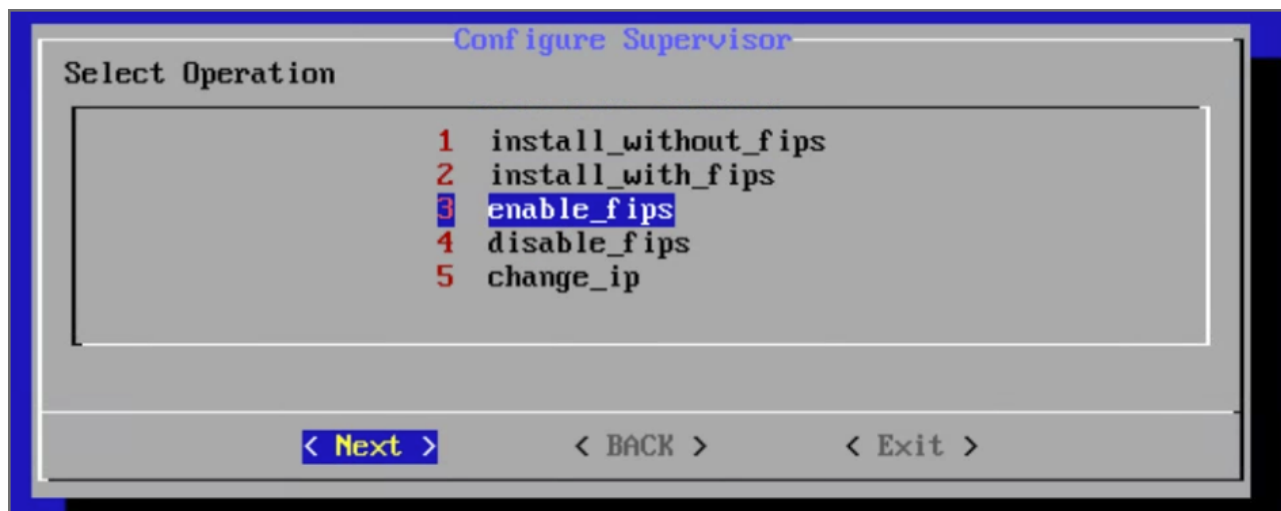 Configure Supervisor
Select Operation
1 install_without_fips
2 install_with_fips
3 enable_fips
4 disable_fips
5 change_ip
< Next > < BACK > < Exit >